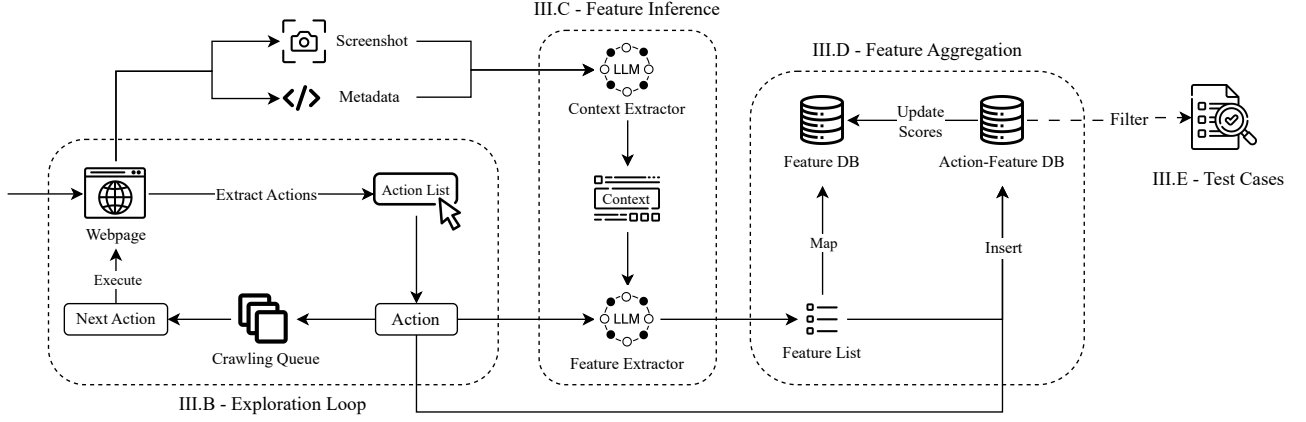 III.C - Feature Inference
Screenshot
Metadata
LLM
Context Extractor
Context
LLM
Feature Extractor
III.D - Feature Aggregation
Update
Scores
Feature DB
Action-Feature DB
Filter
III.E - Test Cases
Map
Insert
Feature List
Webpage
Extract Actions
Action List
Execute
Next Action
Crawling Queue
Action
III.B - Exploration Loop